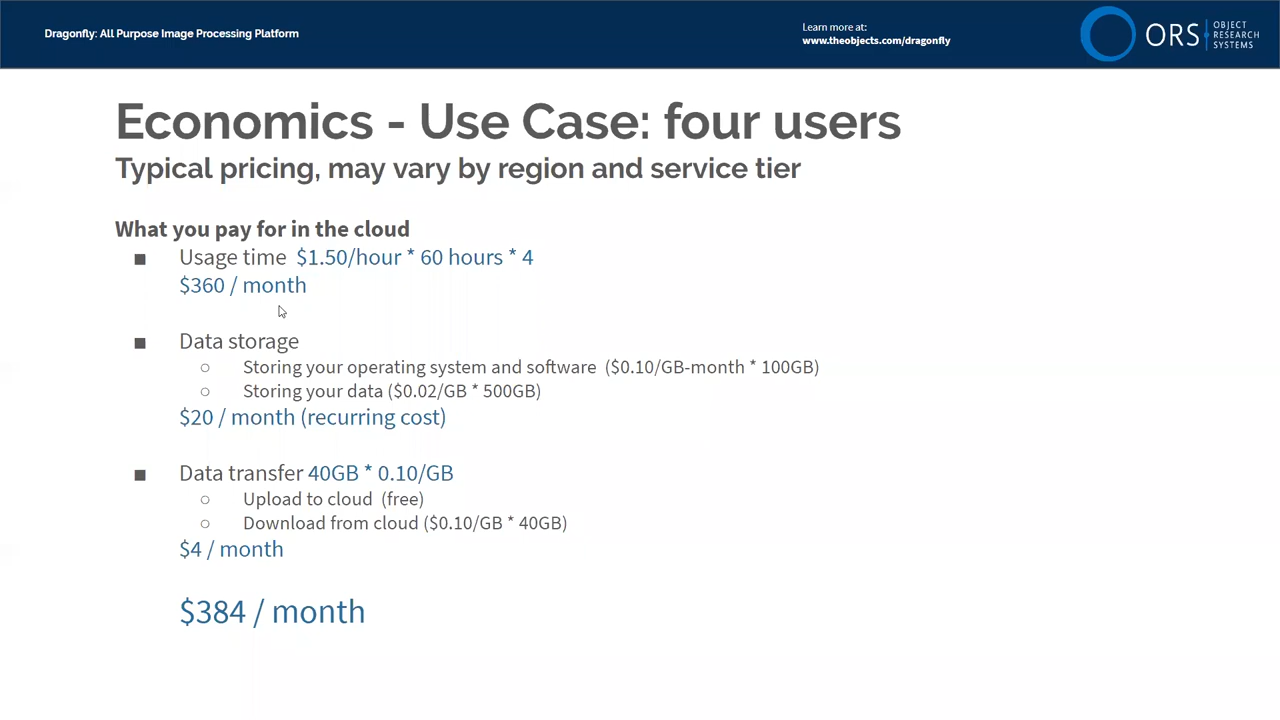 Dragonfly: All Purpose Image Processing Platform
Learn more at:
www.theobjects.com/dragonfly
ORS
OBJECT
RESEARCH
SYSTEMS
Economics - Use Case: four users
Typical pricing, may vary by region and service tier
What you pay for in the cloud
■ Usage time $1.50/hour * 60 hours * 4
$360 / month
■ Data storage
○ Storing your operating system and software ($0.10/GB-month * 100GB)
○ Storing your data ($0.02/GB * 500GB)
$20 / month (recurring cost)
■ Data transfer 40GB * 0.10/GB
○ Upload to cloud (free)
○ Download from cloud ($0.10/GB * 40GB)
$4 / month
$384 / month